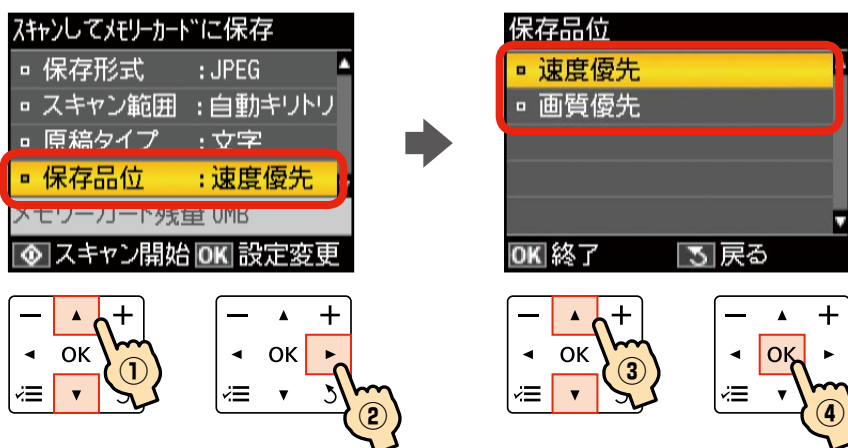 スキャンしてメモリーカードに保存
保存形式 :JPEG
スキャン範囲 :自動キリトリ
原稿タイプ :文字
保存品位 :速度優先
メモリーカード残量 0MB
スキャン開始 OK 設定変更
保存品位
速度優先
画質優先
OK 終了 戻る
− ▲ +
◀ OK
▼
①
− ▲ +
◀ OK ▶
▼
②
− ▲ +
◀ OK
▼
③
− ▲ +
◀ OK ▶
▼
④